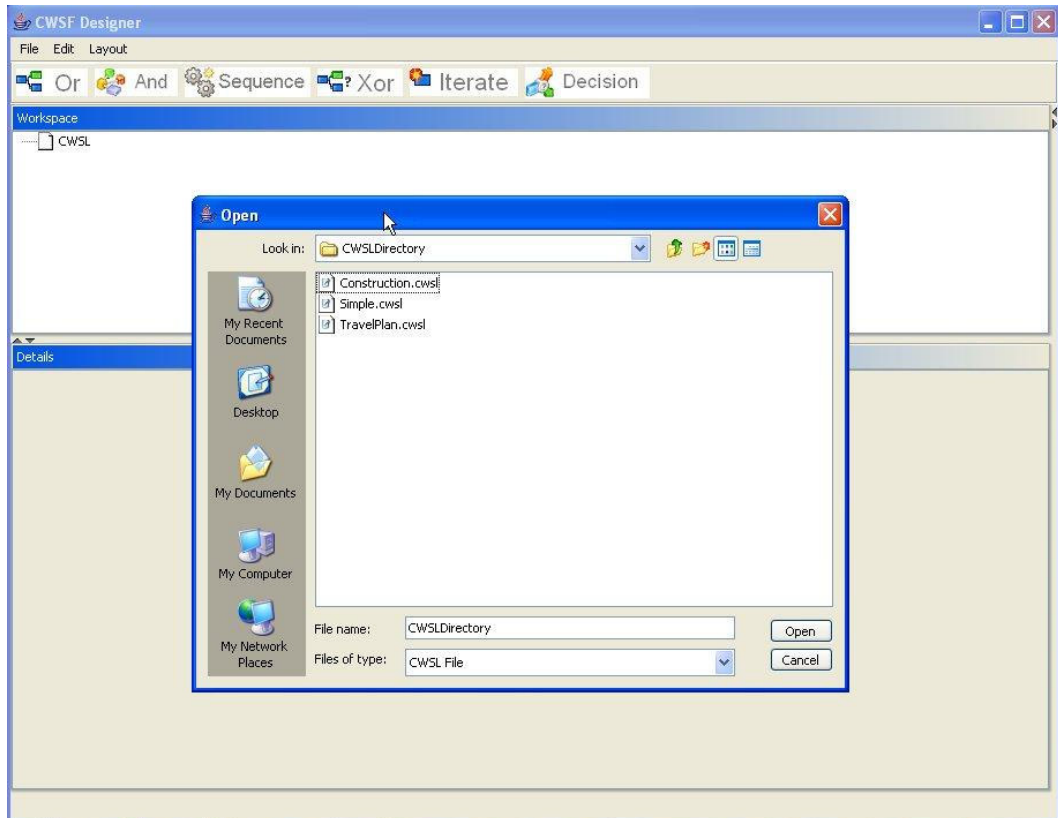 CWSF Designer
File Edit Layout
Or And Sequence ? Xor Iterate Decision
Workspace
CWSL
Open
Look in: CWSLDirectory
Construction.cwsl
Simple.cwsl
TravelPlan.cwsl
My Recent
Documents
Desktop
My Documents
My Computer
My Network
Places
File name: CWSLDirectory Open
Files of type: CWSL File Cancel
Details